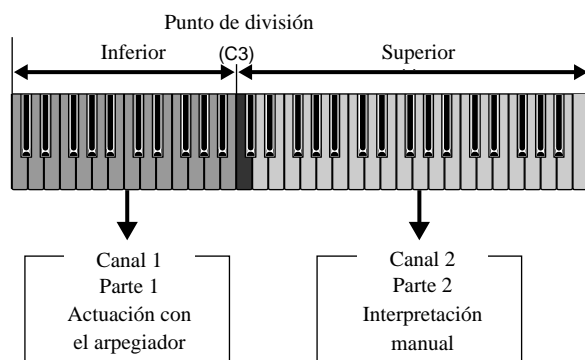 Punto de división
Inferior (C3) Superior
Canal 1
Parte 1
Actuación con
el arpegiador
Canal 2
Parte 2
Interpretación
manual